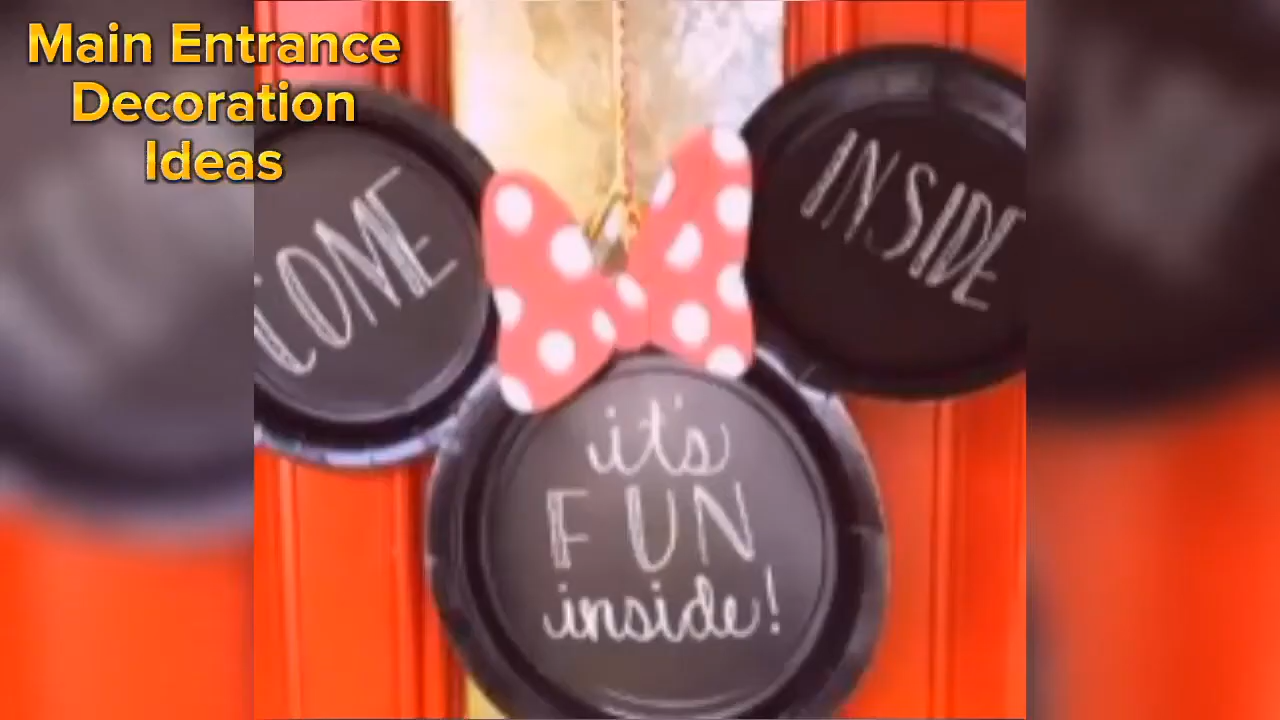 Main Entrance
Decoration
Ideas
COME
INSIDE
it's
FUN
inside!